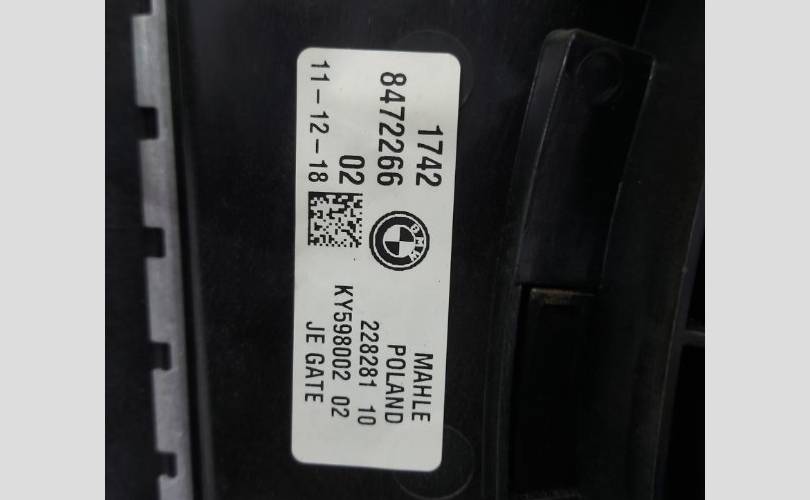 1742
8472266
02
11-12-18
BMW
MAHLE
POLAND
228281 10
KY598002 02
JE GATE